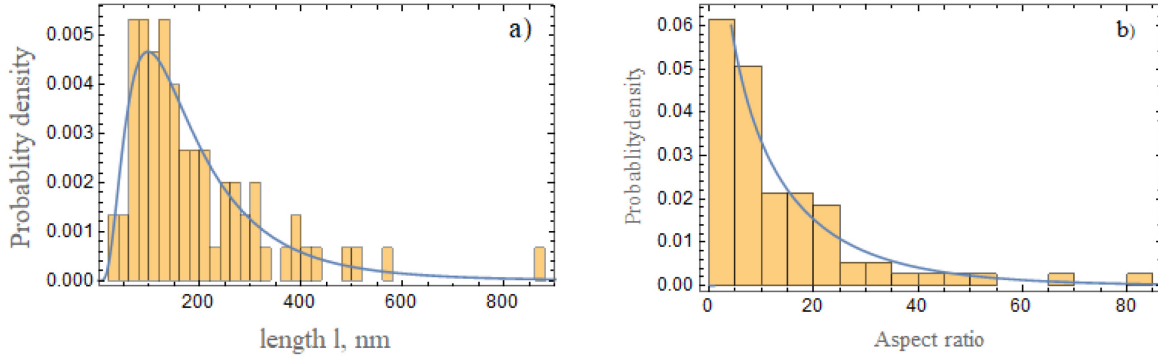 a)
Probablity density
0.005
0.004
0.003
0.002
0.001
0.000
200 400 600 800
length l, nm
b)
Probablitydensity
0.06
0.05
0.04
0.03
0.02
0.01
0.00
0 20 40 60 80
Aspect ratio